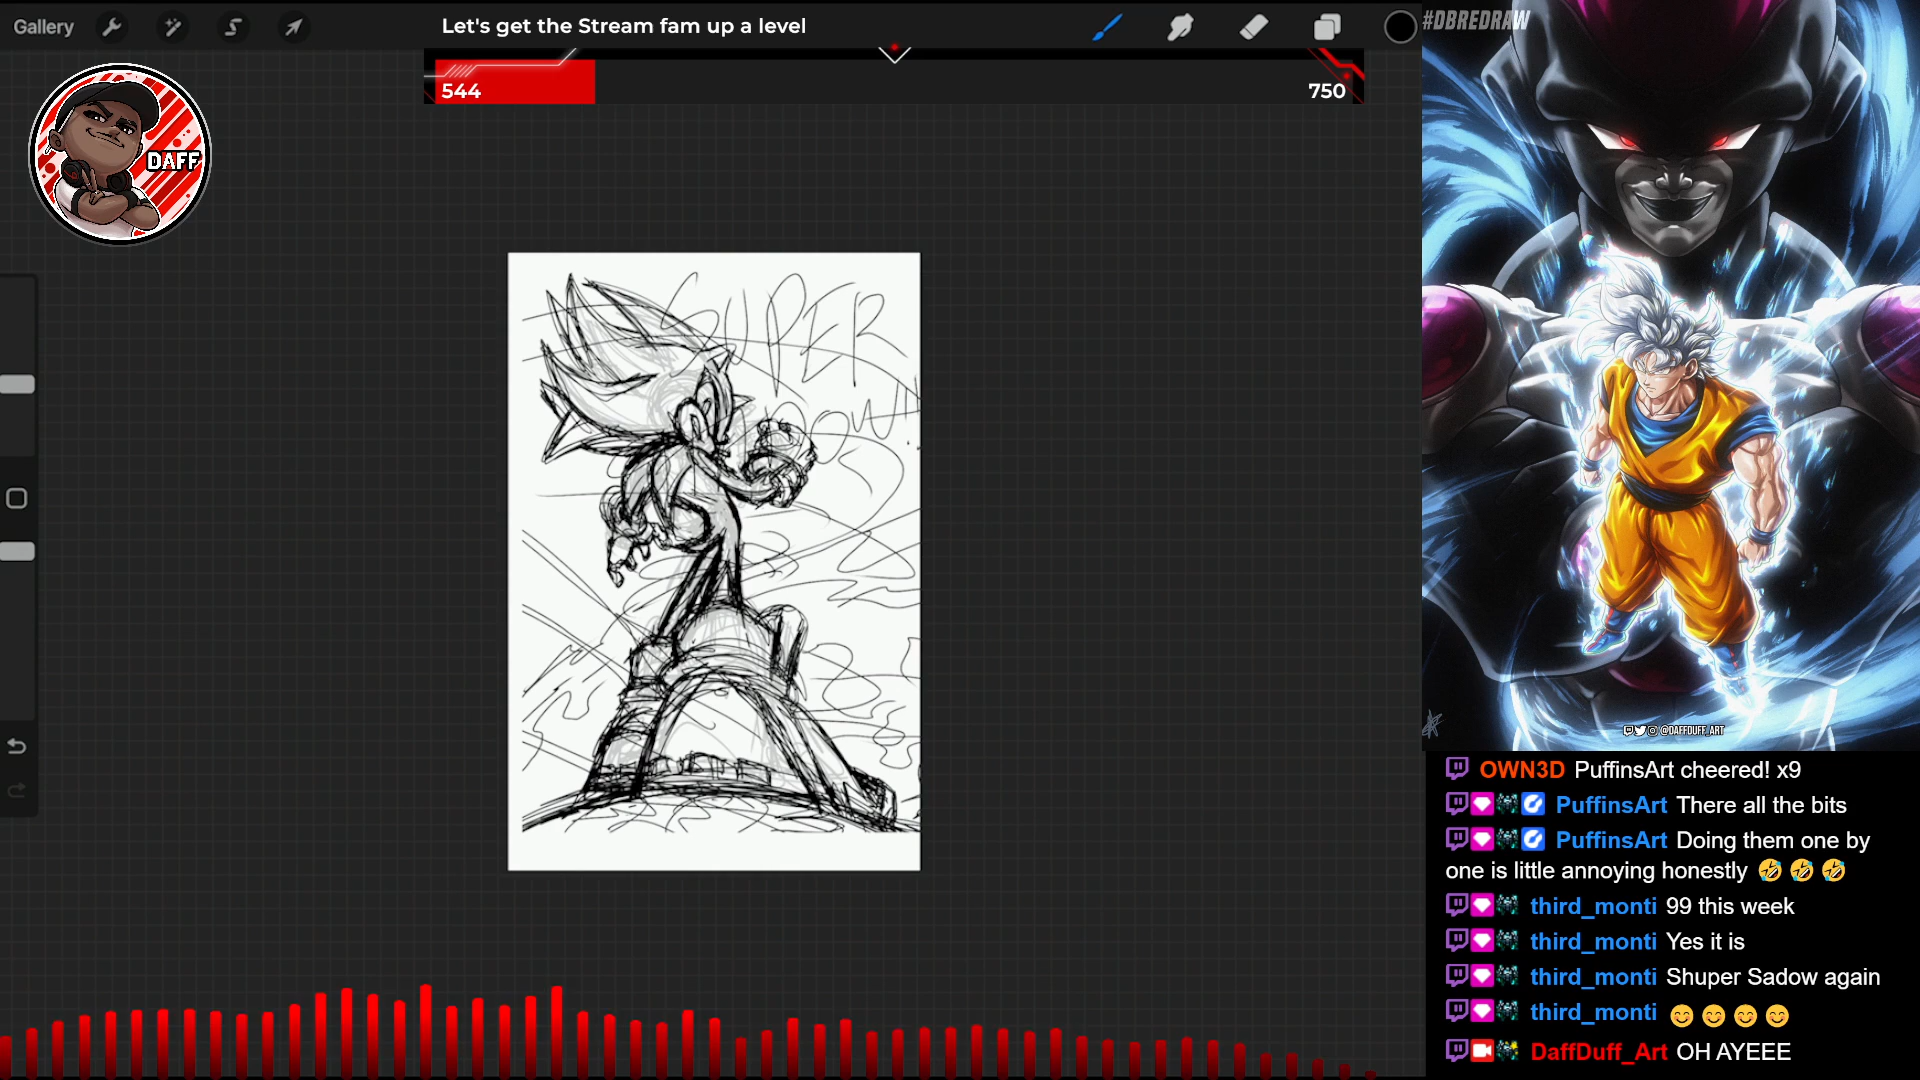 Gallery
Let's get the Stream fam up a level
#DBREDRAW
544
750
DAFF
SUPER
@DAFFDUFF_ART
OWN3D PuffinsArt cheered! x9
PuffinsArt There all the bits
PuffinsArt Doing them one by
one is little annoying honestly 🤣 🤣 🤣
third_monti 99 this week
third_monti Yes it is
third_monti Shuper Sadow again
third_monti 😊 😊 😊 😊
DaffDuff_Art OH AYEEE